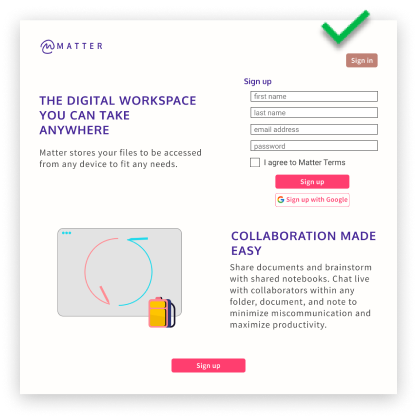 MATTER
Sign in
THE DIGITAL WORKSPACE
YOU CAN TAKE
ANYWHERE
Matter stores your files to be accessed
from any device to fit any needs.
Sign up
first name
last name
email address
password
I agree to Matter Terms
Sign up
Sign up with Google
COLLABORATION MADE
EASY
Share documents and brainstorm
with shared notebooks. Chat live
with collaborators within any
folder, document, and note to
minimize miscommunication and
maximize productivity.
Sign up